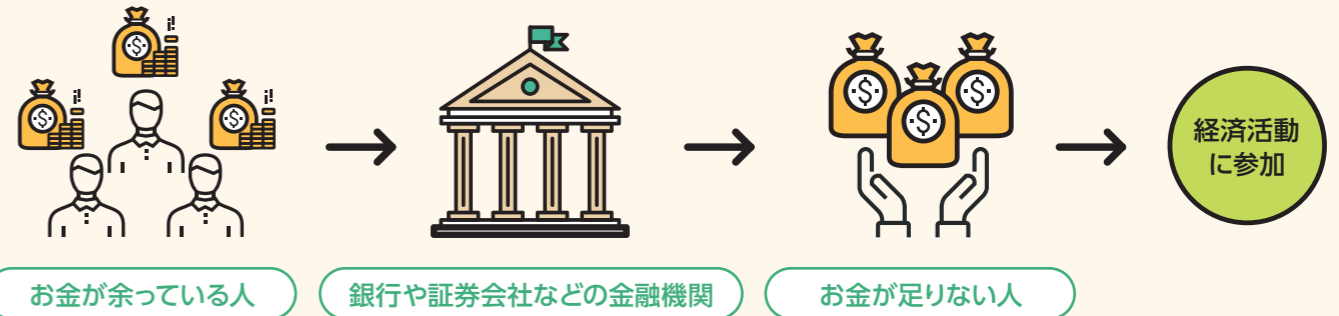 経済活動
に参加
お金が余っている人
銀行や証券会社などの金融機関
お金が足りない人